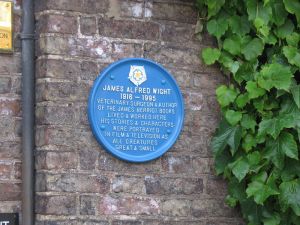 JAMES ALFRED WIGHT
1916 - 1995
VETERINARY SURGEON & AUTHOR
OF THE JAMES HERRIOT BOOKS
LIVED & WORKED HERE
HIS STORIES & CHARACTERS
WERE PORTRAYED
IN FILM & TELEVISION AS
ALL CREATURES
GREAT & SMALL